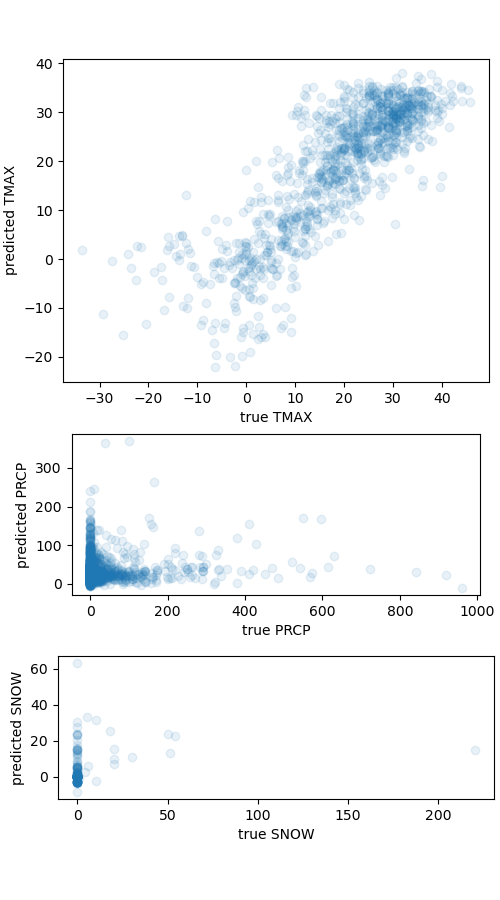 40
30
20
10
0
−10
−20
predicted TMAX
−30 −20 −10 0 10 20 30 40
true TMAX
300
200
100
0
predicted PRCP
0 200 400 600 800 1000
true PRCP
60
40
20
0
predicted SNOW
0 50 100 150 200
true SNOW